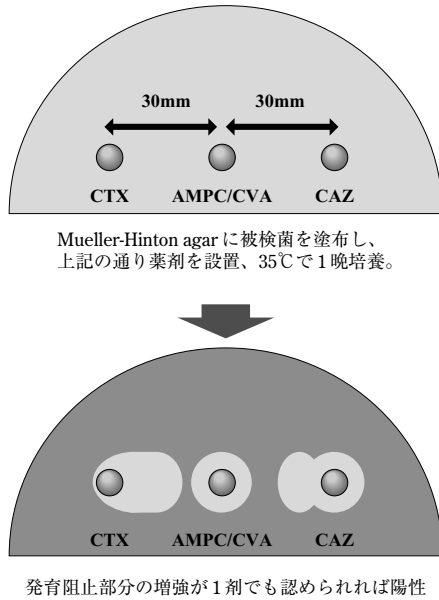 30mm 30mm
CTX AMPC/CVA CAZ
Mueller-Hinton agar に被検菌を塗布し、
上記の通り薬剤を設置、35℃で1晩培養。
CTX AMPC/CVA CAZ
発育阻止部分の増強が1剤でも認められれば陽性